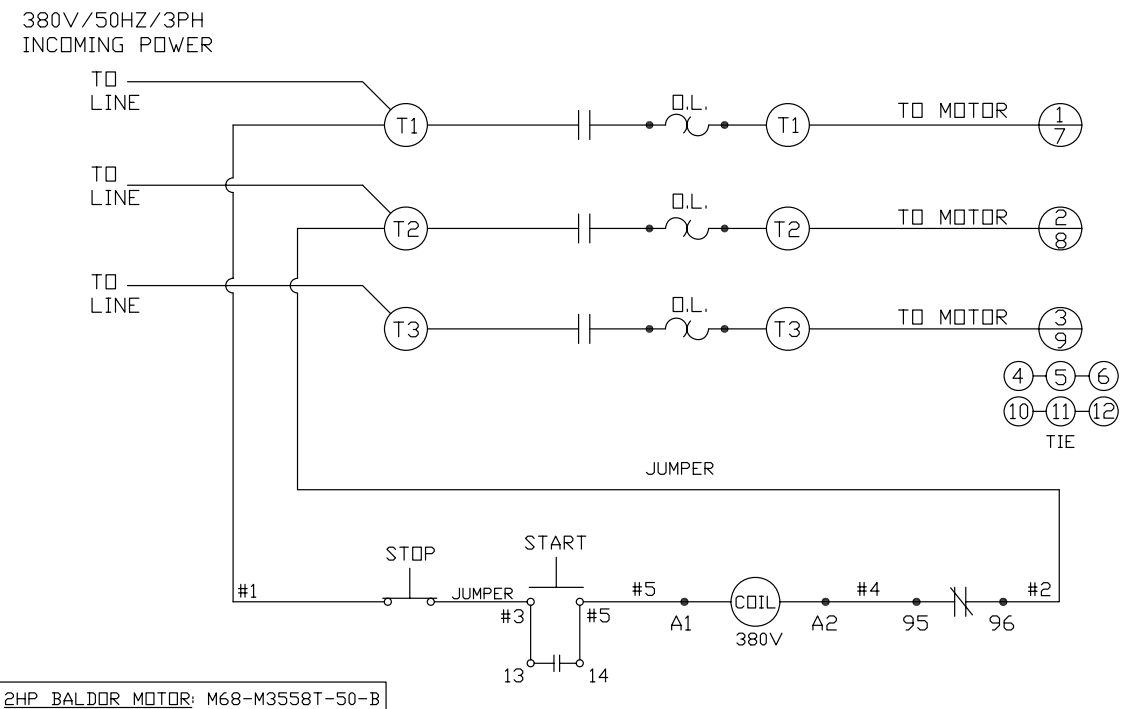 380V/50HZ/3PH
INCOMING POWER
TO
LINE
T1
O.L.
T1
TO MOTOR
1
7
TO
LINE
T2
O.L.
T2
TO MOTOR
2
8
TO
LINE
T3
O.L.
T3
TO MOTOR
3
9
4 5 6
10 11 12
TIE
JUMPER
START
STOP
#1
JUMPER
#3
#5
#5
A1
COIL
380V
A2
#4
95
96
#2
13
14
2HP BALDOR MOTOR: M68-M3558T-50-B